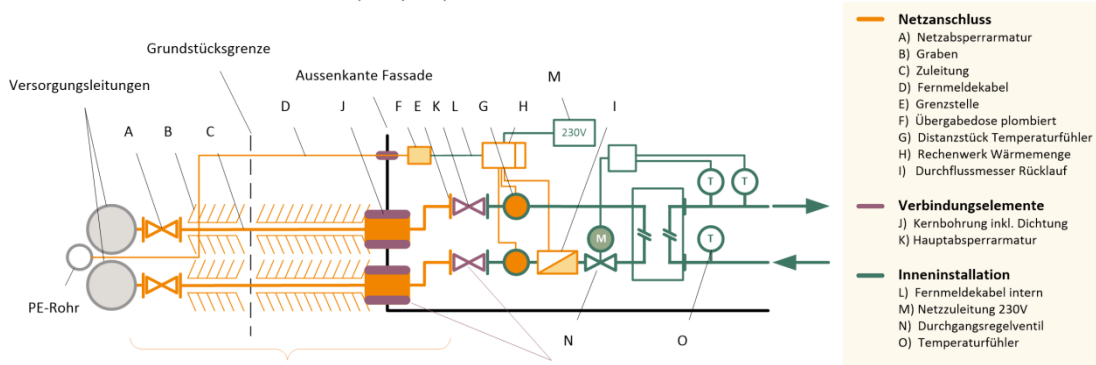 Grundstücksgrenze
Versorgungsleitungen
Aussenkante Fassade
A B C D J F E K L G H M I
230V
T T
M
T
PE-Rohr
N O
Netzanschluss
A) Netzabsperrarmatur
B) Graben
C) Zuleitung
D) Fernmeldekabel
E) Grenzstelle
F) Übergabedose plombiert
G) Distanzstück Temperaturfühler
H) Rechenwerk Wärmemenge
I) Durchflussmesser Rücklauf
Verbindungselemente
J) Kernbohrung inkl. Dichtung
K) Hauptabsperrarmatur
Inneninstallation
L) Fernmeldekabel intern
M) Netzzuleitung 230V
N) Durchgangsregelventil
O) Temperaturfühler